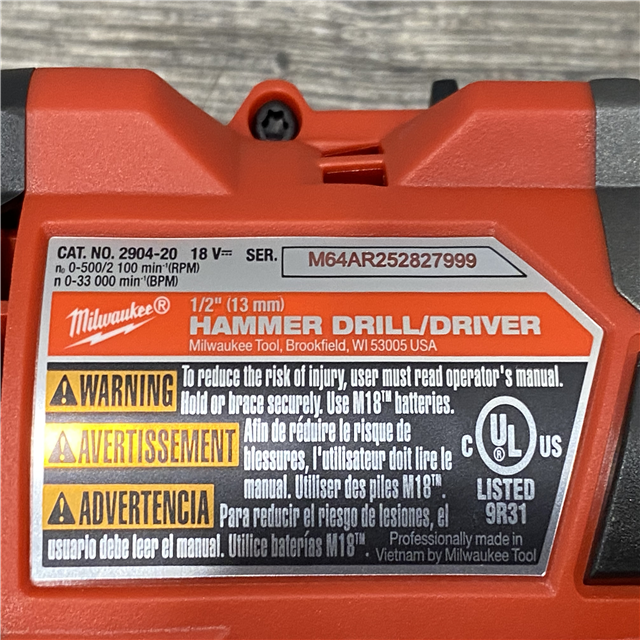 CAT. NO. 2904-20 18 V⎓ SER. M64AR252827999
n₀ 0-500/2 100 min⁻¹(RPM)
n 0-33 000 min⁻¹(BPM)
Milwaukee®
1/2" (13 mm)
HAMMER DRILL/DRIVER
Milwaukee Tool, Brookfield, WI 53005 USA
WARNING To reduce the risk of injury, user must read operator's manual.
Hold or brace securely. Use M18™ batteries.
AVERTISSEMENT Afin de réduire le risque de
blessures, l'utilisateur doit lire le
manual. Utiliser des piles M18™.
ADVERTENCIA Para reducir el riesgo de lesiones, el
usuario debe leer el manual. Utilice baterías M18™.
C UL® US
LISTED
9R31
Professionally made in
Vietnam by Milwaukee Tool